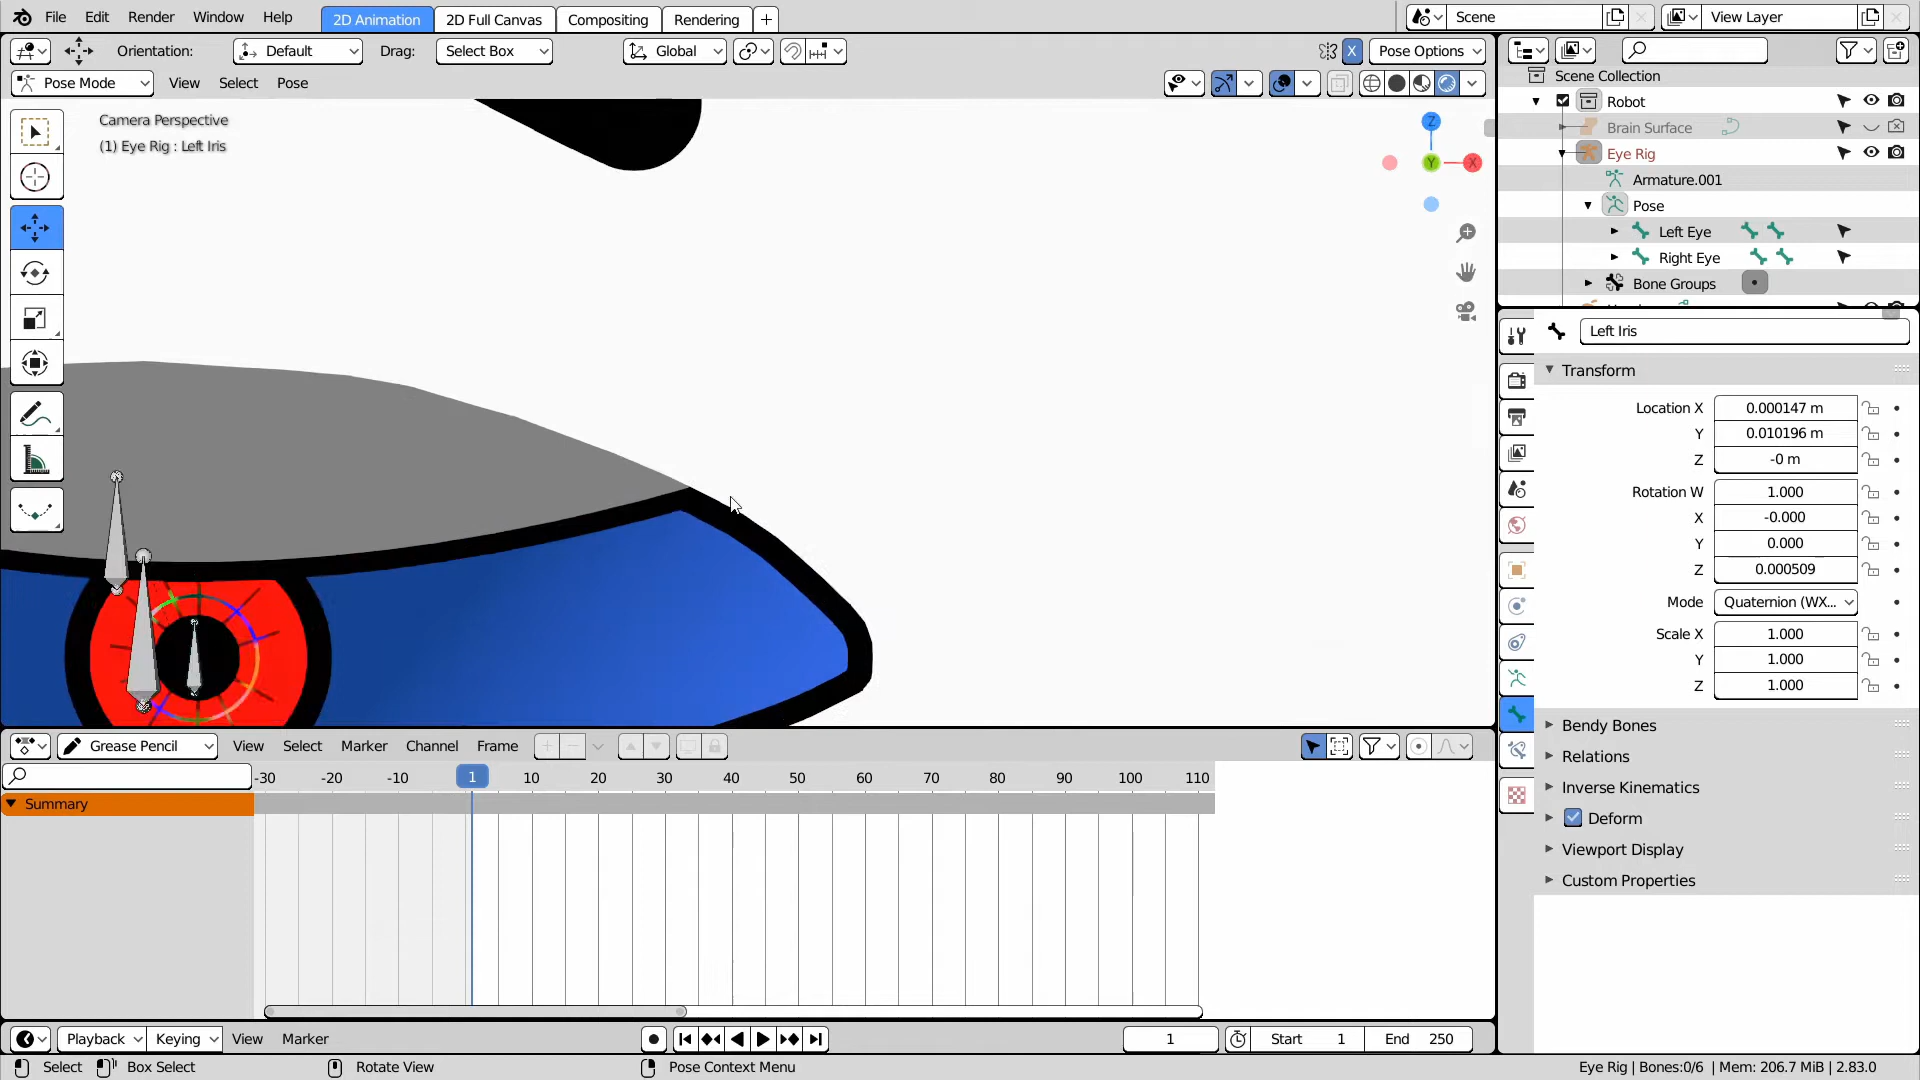 File Edit Render Window Help 2D Animation 2D Full Canvas Compositing Rendering + Scene View Layer
Orientation: Default Drag: Select Box Global X Pose Options
Pose Mode View Select Pose
Camera Perspective
(1) Eye Rig : Left Iris
Z
Y
X
Scene Collection
Robot
Brain Surface
Eye Rig
Armature.001
Pose
Left Eye
Right Eye
Bone Groups
Left Iris
Transform
Location X 0.000147 m
Y 0.010196 m
Z -0 m
Rotation W 1.000
X -0.000
Y 0.000
Z 0.000509
Mode Quaternion (WX...
Scale X 1.000
Y 1.000
Z 1.000
Bendy Bones
Relations
Inverse Kinematics
Deform
Viewport Display
Custom Properties
Grease Pencil View Select Marker Channel Frame
-30 -20 -10 1 10 20 30 40 50 60 70 80 90 100 110
Summary
Playback Keying View Marker 1 Start 1 End 250
Select Box Select Rotate View Pose Context Menu Eye Rig | Bones:0/6 | Mem: 206.7 MiB | 2.83.0